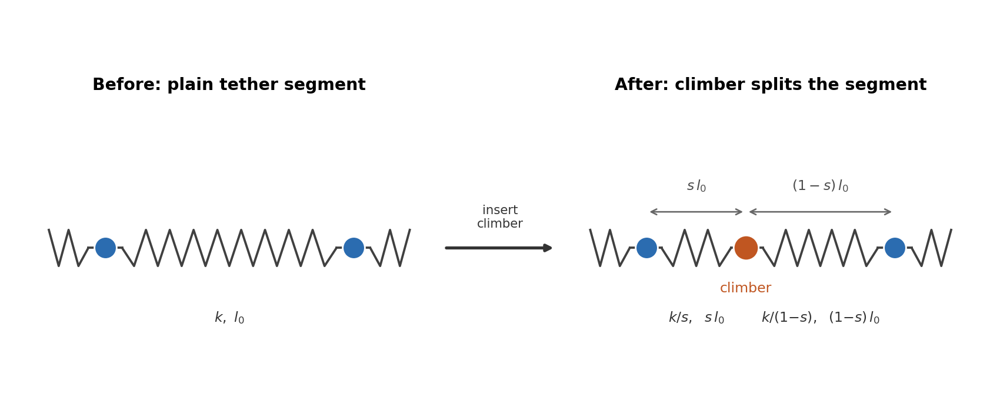 Before: plain tether segment
After: climber splits the segment
s l₀
(1 − s) l₀
insert
climber
climber
k, l₀
k/s, s l₀
k/(1−s), (1−s) l₀